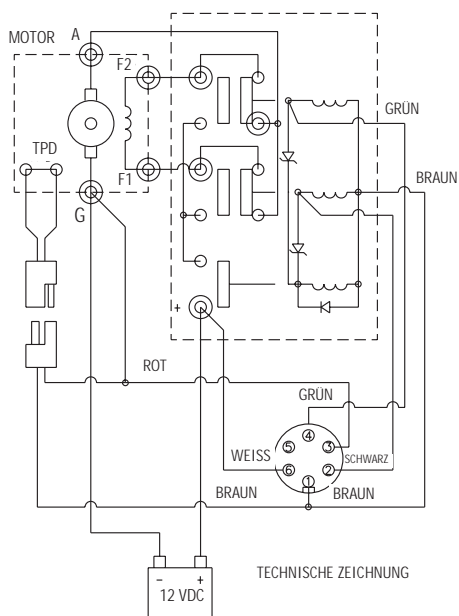 MOTOR
A
F2
GRÜN
TPD
BRAUN
F1
G
+
ROT
GRÜN
4
5
3
WEISS
SCHWARZ
6
2
1
BRAUN
BRAUN
TECHNISCHE ZEICHNUNG
− +
12 VDC